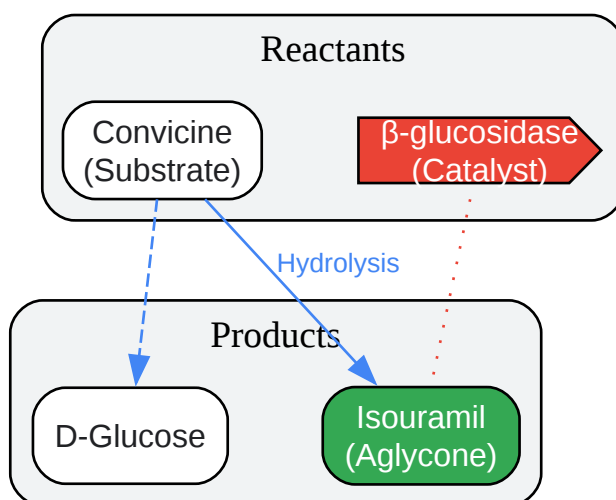 Reactants
Convicine
(Substrate)
β-glucosidase
(Catalyst)
Hydrolysis
Products
D-Glucose
Isouramil
(Aglycone)